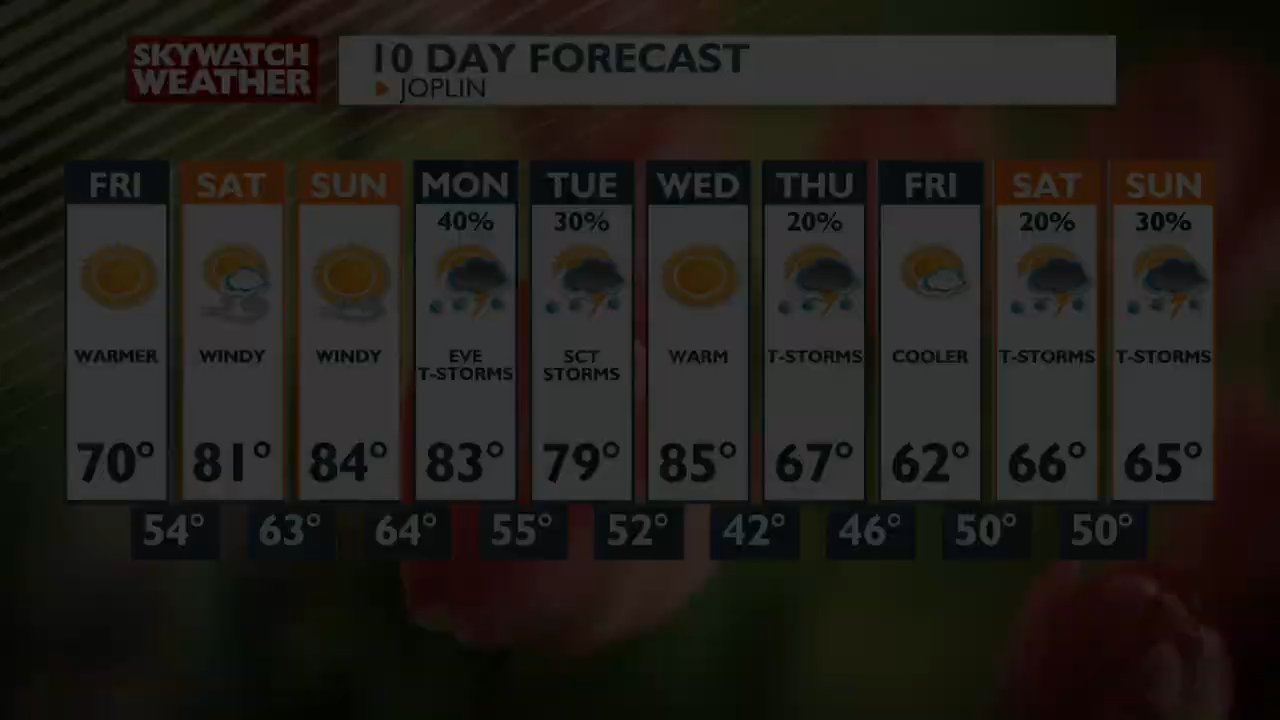 SKYWATCH
WEATHER
10 DAY FORECAST
JOPLIN
FRI SAT SUN MON TUE WED THU FRI SAT SUN
40% 30% 20% 20% 30%
WARMER WINDY WINDY EVE SCT WARM T-STORMS COOLER T-STORMS T-STORMS
T-STORMS STORMS
70° 81° 84° 83° 79° 85° 67° 62° 66° 65°
54° 63° 64° 55° 52° 42° 46° 50° 50°